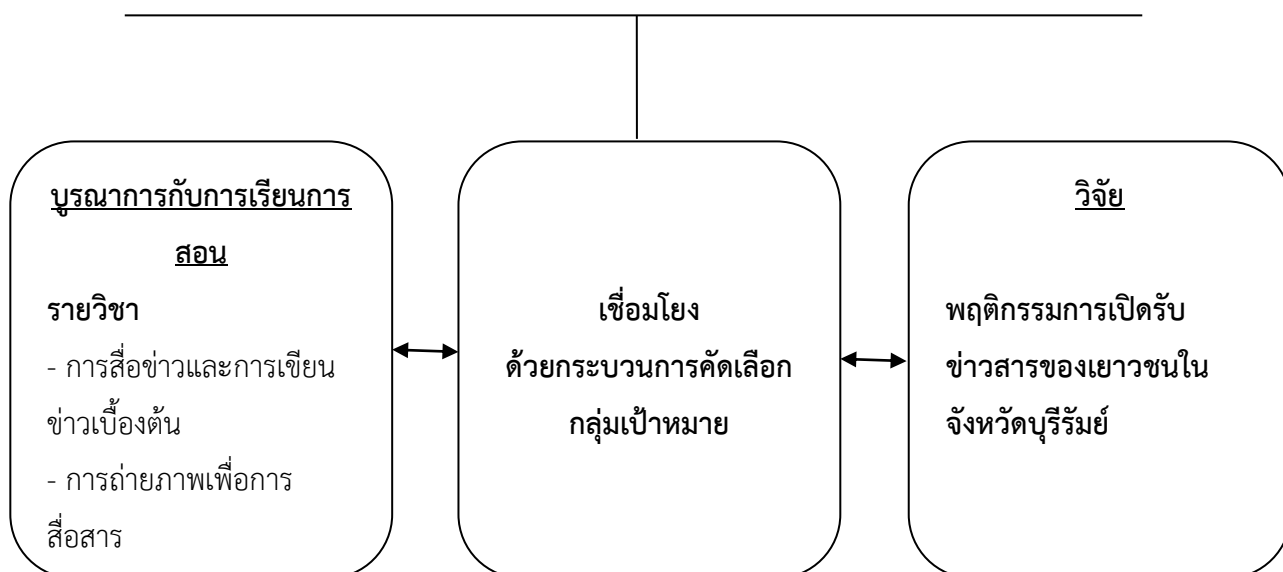 บูรณาการกับการเรียนการ
สอน
รายวิชา
- การสื่อข่าวและการเขียน
ข่าวเบื้องต้น
- การถ่ายภาพเพื่อการ
สื่อสาร
เชื่อมโยง
ด้วยกระบวนการคัดเลือก
กลุ่มเป้าหมาย
วิจัย
พฤติกรรมการเปิดรับ
ข่าวสารของเยาวชนใน
จังหวัดบุรีรัมย์